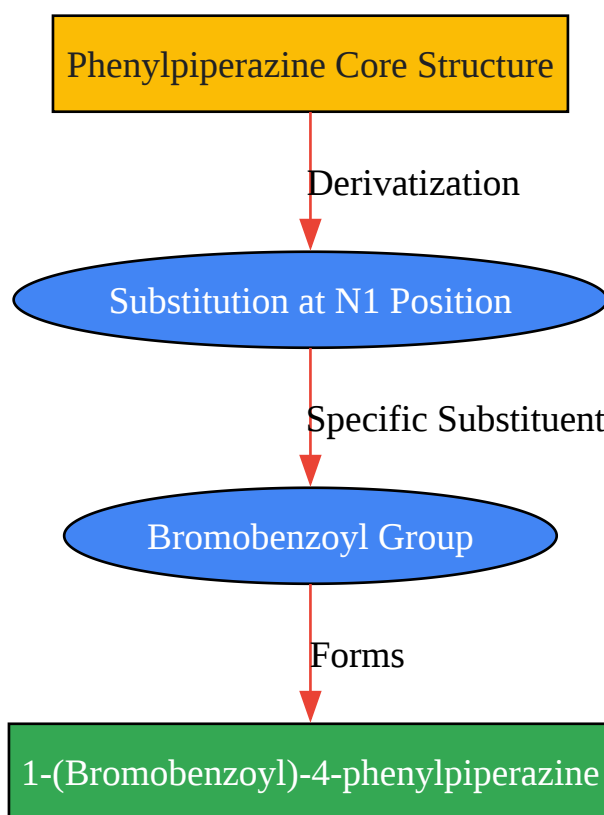 Phenylpiperazine Core Structure
Derivatization
Substitution at N1 Position
Specific Substituent
Bromobenzoyl Group
Forms
1-(Bromobenzoyl)-4-phenylpiperazine